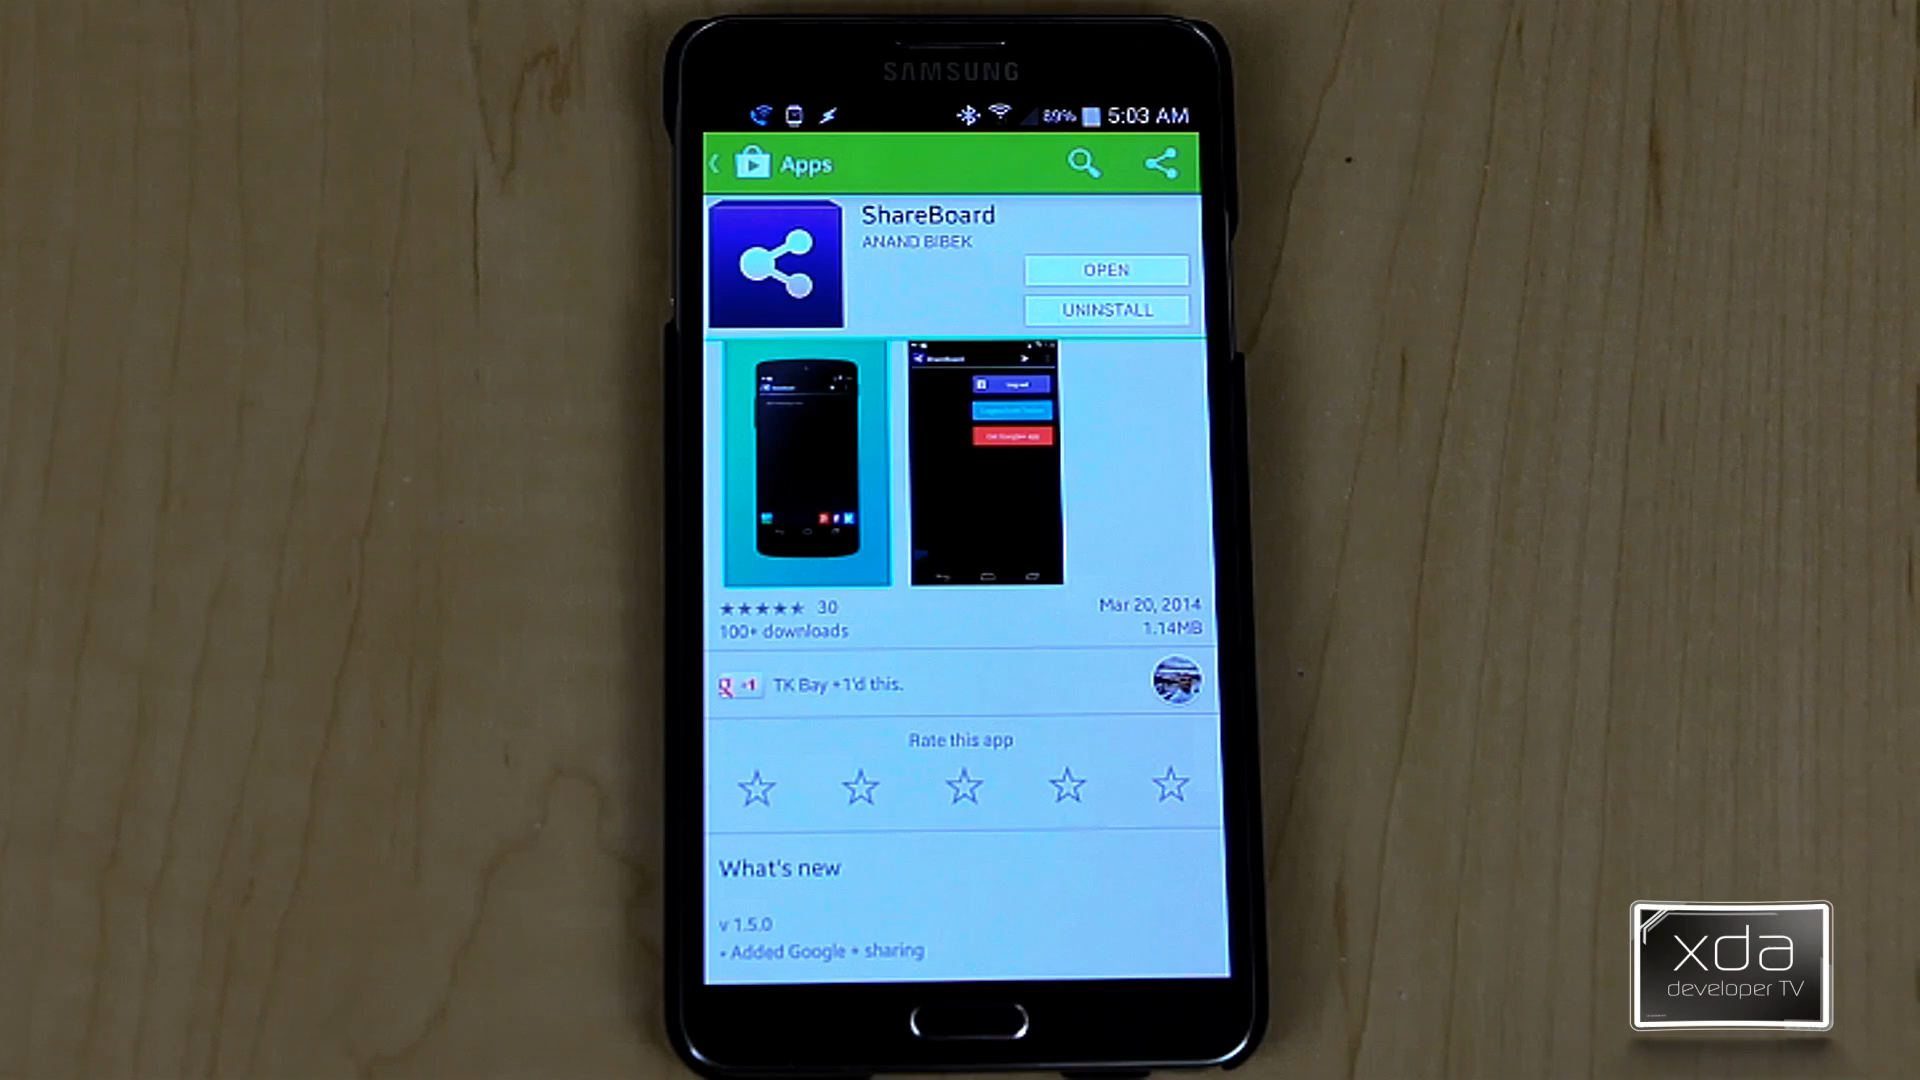 SAMSUNG
89% 5:03 AM
Apps
ShareBoard
ANAND BIBEK
OPEN
UNINSTALL
ShareBoard
30
100+ downloads
Mar 20, 2014
1.14MB
g +1 TK Bay +1'd this.
Rate this app
What's new
v 1.5.0
• Added Google + sharing
xda
developer TV